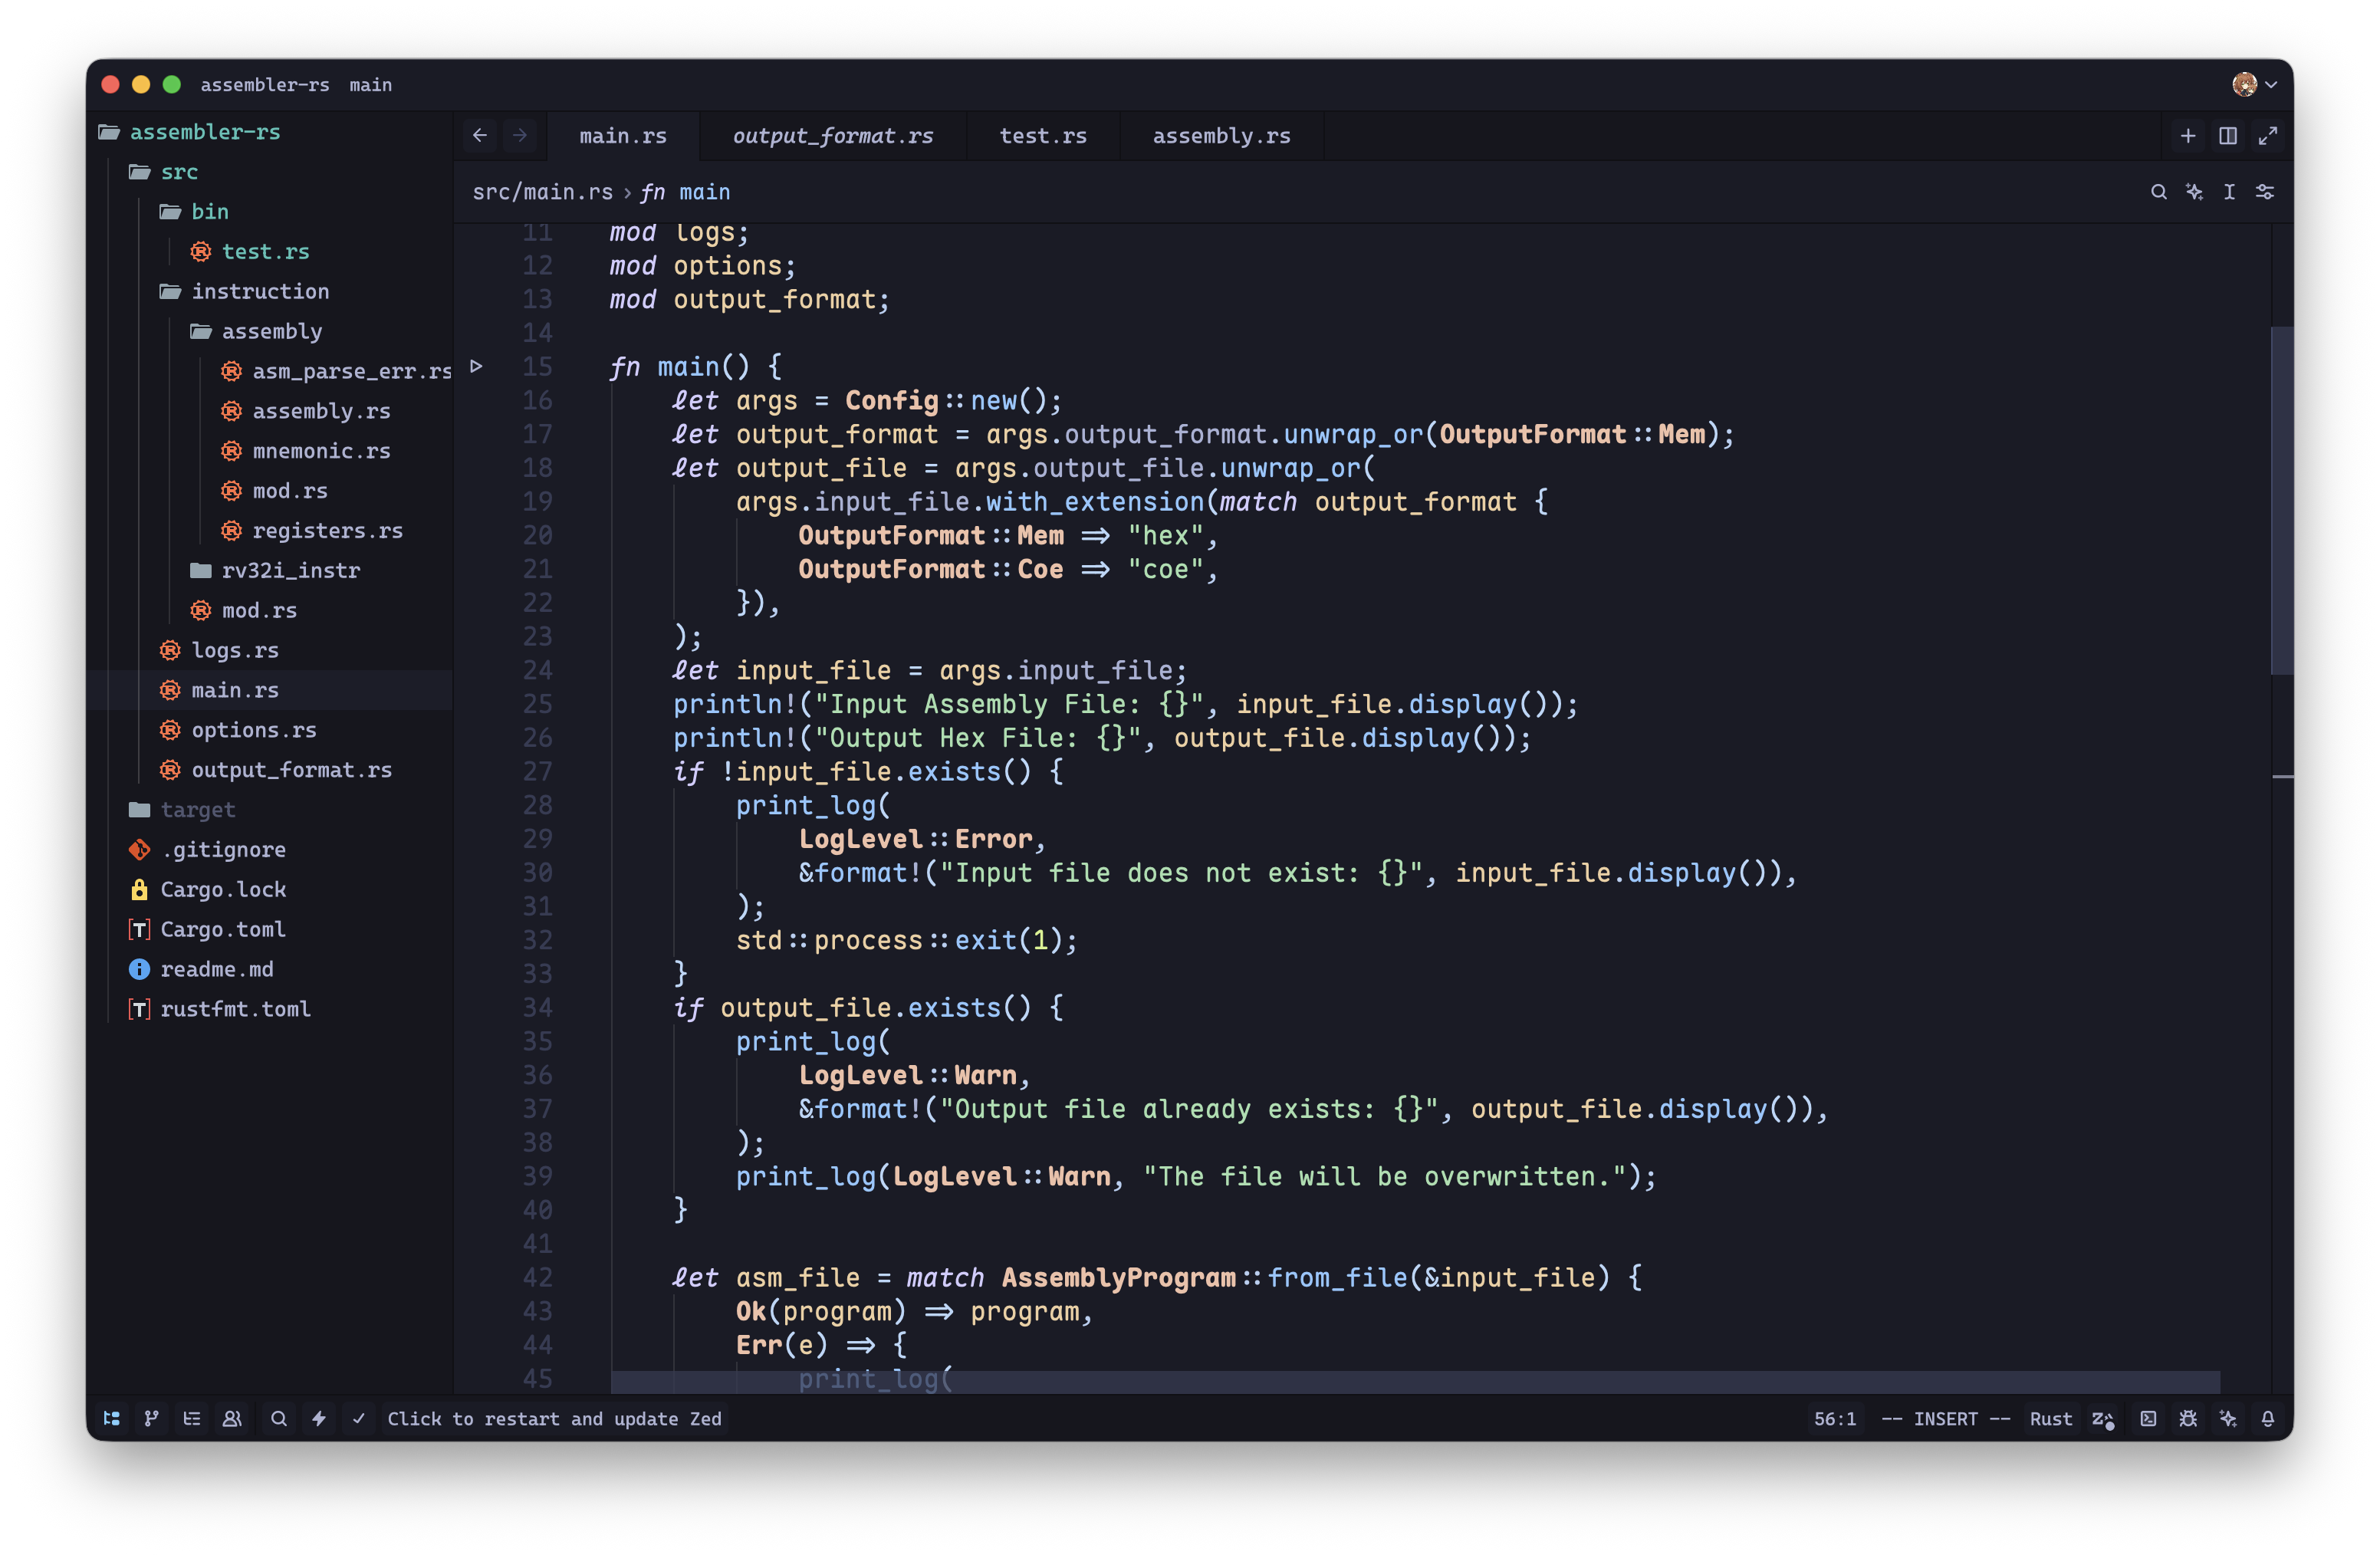 assembler-rs main
assembler-rs
src
bin
test.rs
instruction
assembly
asm_parse_err.rs
assembly.rs
mnemonic.rs
mod.rs
registers.rs
rv32i_instr
mod.rs
logs.rs
main.rs
options.rs
output_format.rs
target
.gitignore
Cargo.lock
Cargo.toml
readme.md
rustfmt.toml
main.rs output_format.rs test.rs assembly.rs
src/main.rs › fn main
11 mod logs;
12 mod options;
13 mod output_format;
14
15 fn main() {
16     let args = Config::new();
17     let output_format = args.output_format.unwrap_or(OutputFormat::Mem);
18     let output_file = args.output_file.unwrap_or(
19         args.input_file.with_extension(match output_format {
20             OutputFormat::Mem => "hex",
21             OutputFormat::Coe => "coe",
22         }),
23     );
24     let input_file = args.input_file;
25     println!("Input Assembly File: {}", input_file.display());
26     println!("Output Hex File: {}", output_file.display());
27     if !input_file.exists() {
28         print_log(
29             LogLevel::Error,
30             &format!("Input file does not exist: {}", input_file.display()),
31         );
32         std::process::exit(1);
33     }
34     if output_file.exists() {
35         print_log(
36             LogLevel::Warn,
37             &format!("Output file already exists: {}", output_file.display()),
38         );
39         print_log(LogLevel::Warn, "The file will be overwritten.");
40     }
41
42     let asm_file = match AssemblyProgram::from_file(&input_file) {
43         Ok(program) => program,
44         Err(e) => {
45             print_log(
Click to restart and update Zed 56:1 -- INSERT -- Rust